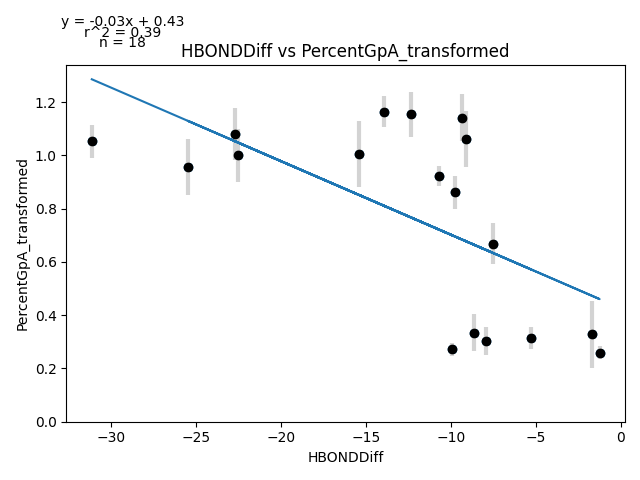 y = -0.03x + 0.43
r^2 = 0.39
n = 18
HBONDDiff vs PercentGpA_transformed
PercentGpA_transformed
1.2
1.0
0.8
0.6
0.4
0.2
0.0
−30
−25
−20
−15
−10
−5
0
HBONDDiff